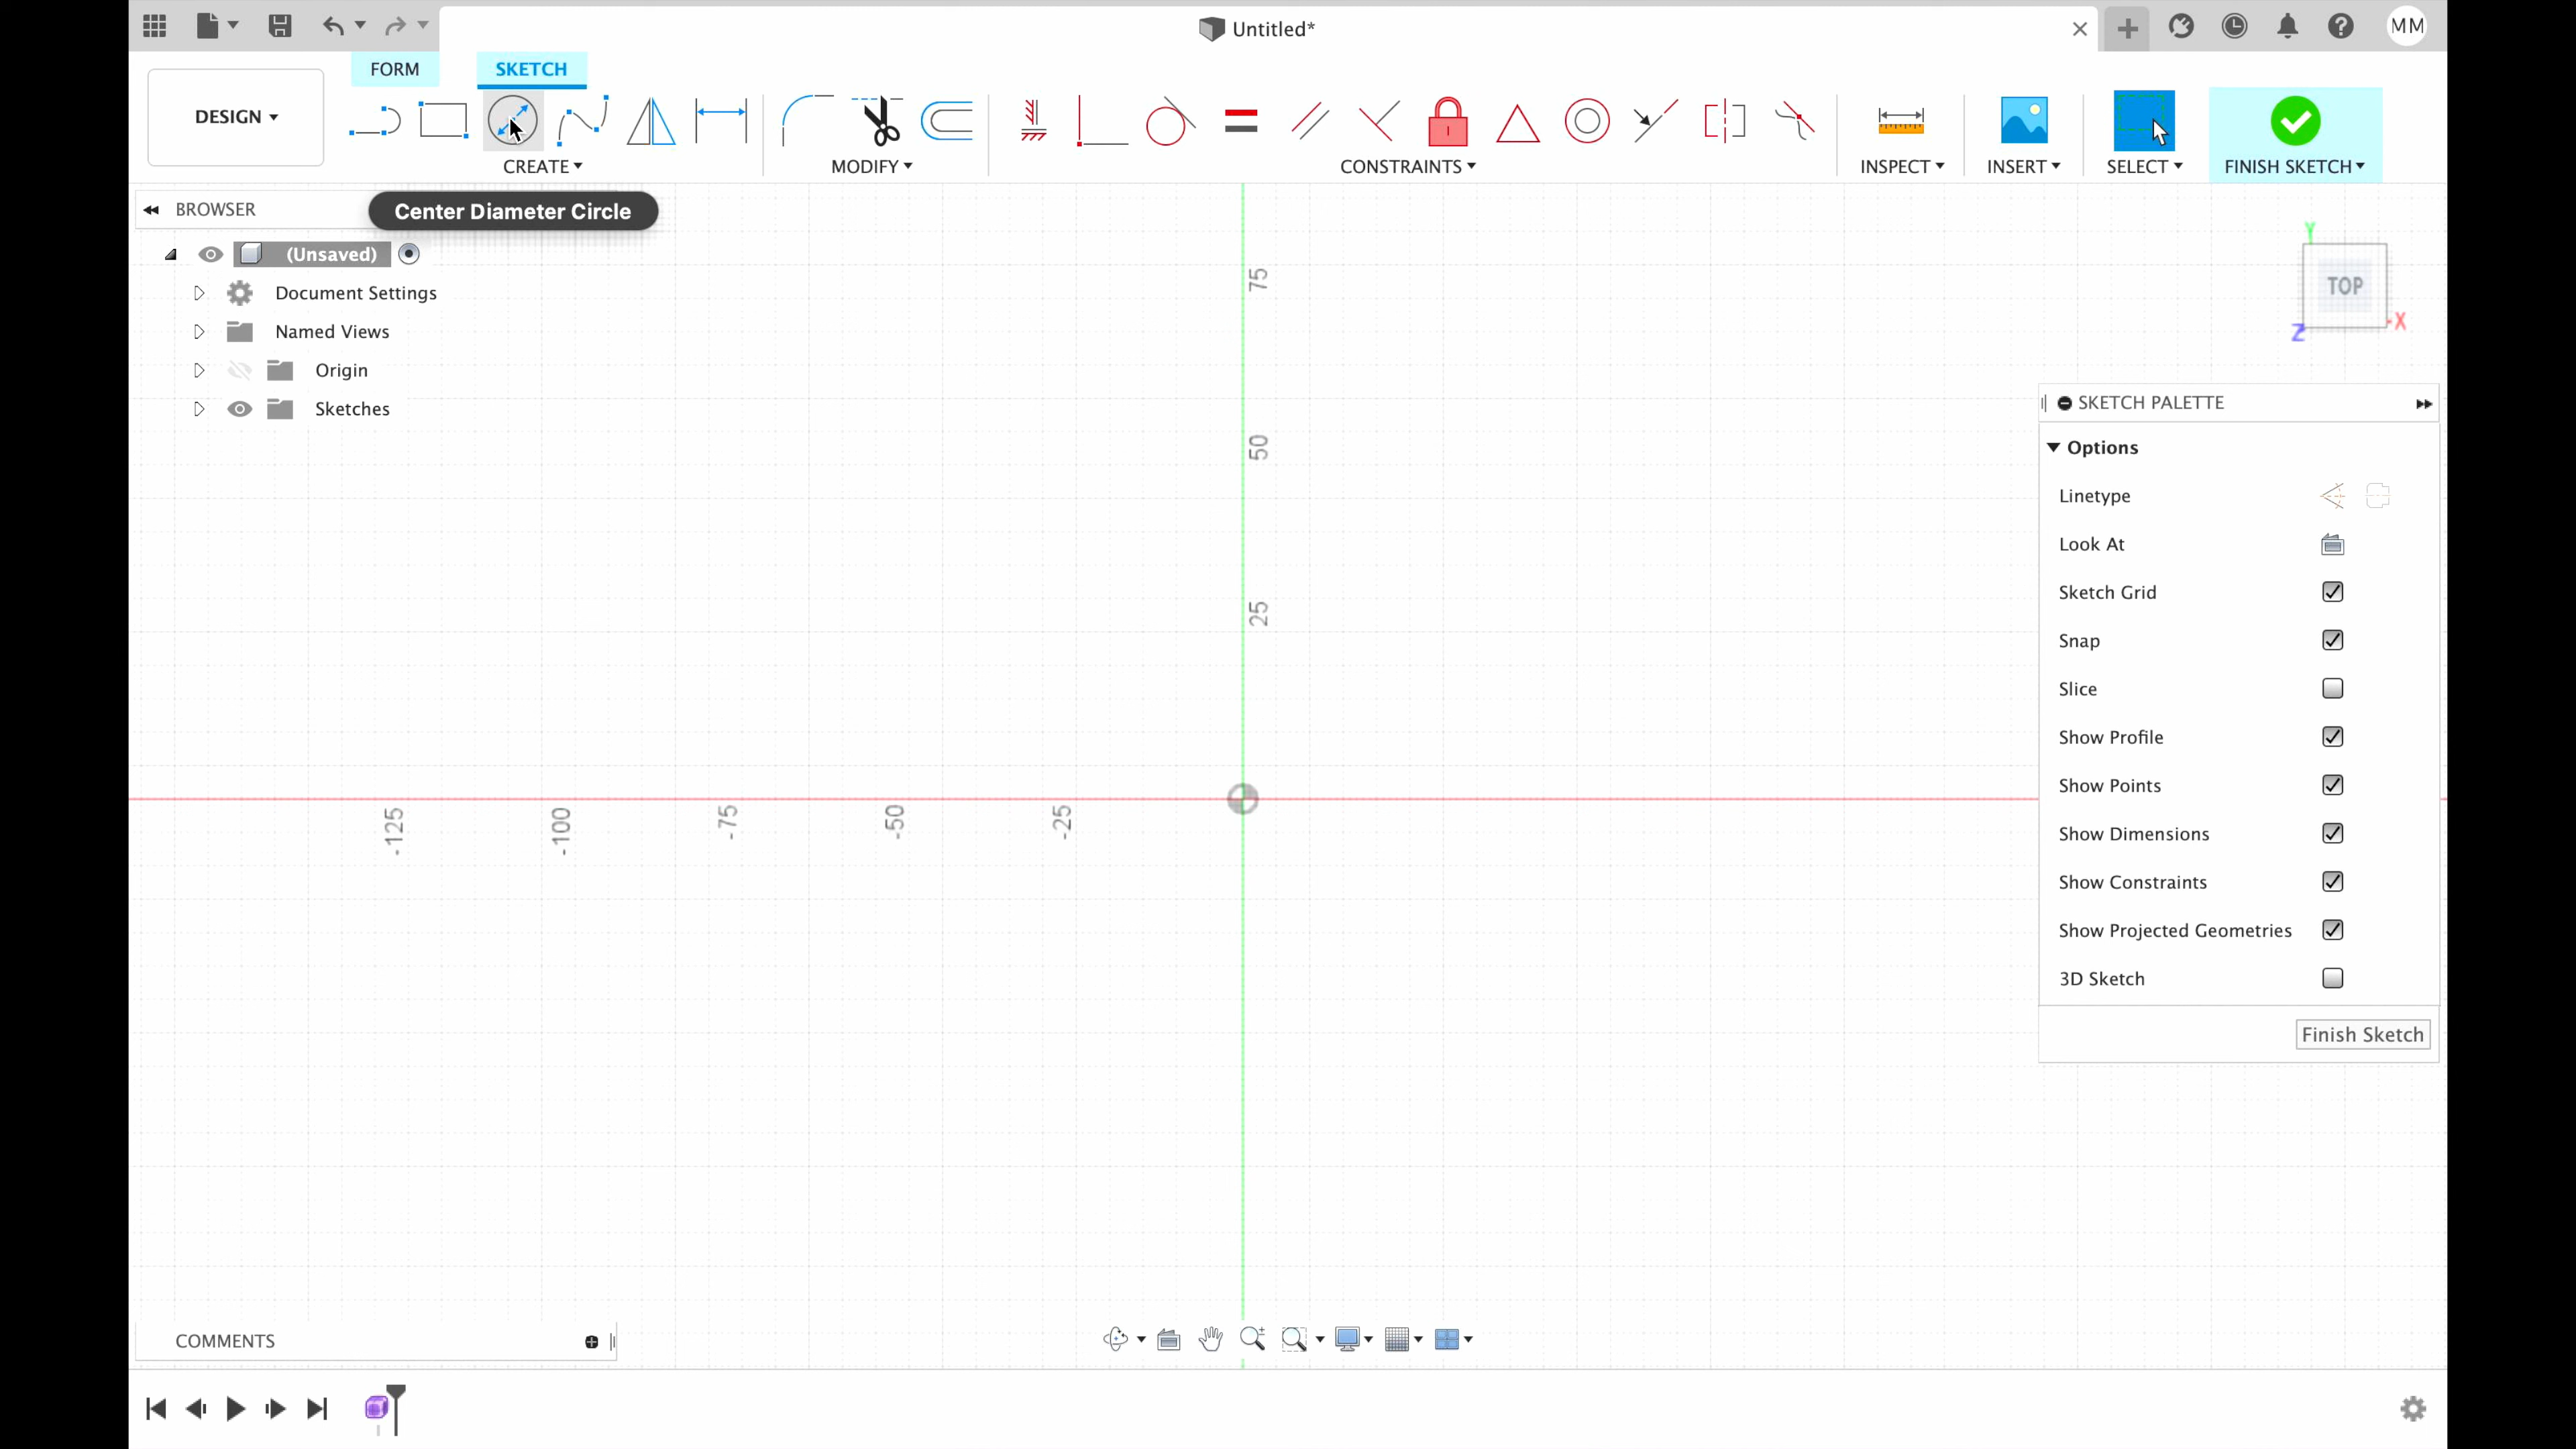 Untitled*
MM
FORM
SKETCH
DESIGN
CREATE
MODIFY
CONSTRAINTS
INSPECT
INSERT
SELECT
FINISH SKETCH
BROWSER
Center Diameter Circle
(Unsaved)
Document Settings
Named Views
Origin
Sketches
75
50
25
-125
-100
-75
-50
-25
Y
TOP
X
Z
SKETCH PALETTE
Options
Linetype
Look At
Sketch Grid
Snap
Slice
Show Profile
Show Points
Show Dimensions
Show Constraints
Show Projected Geometries
3D Sketch
Finish Sketch
COMMENTS